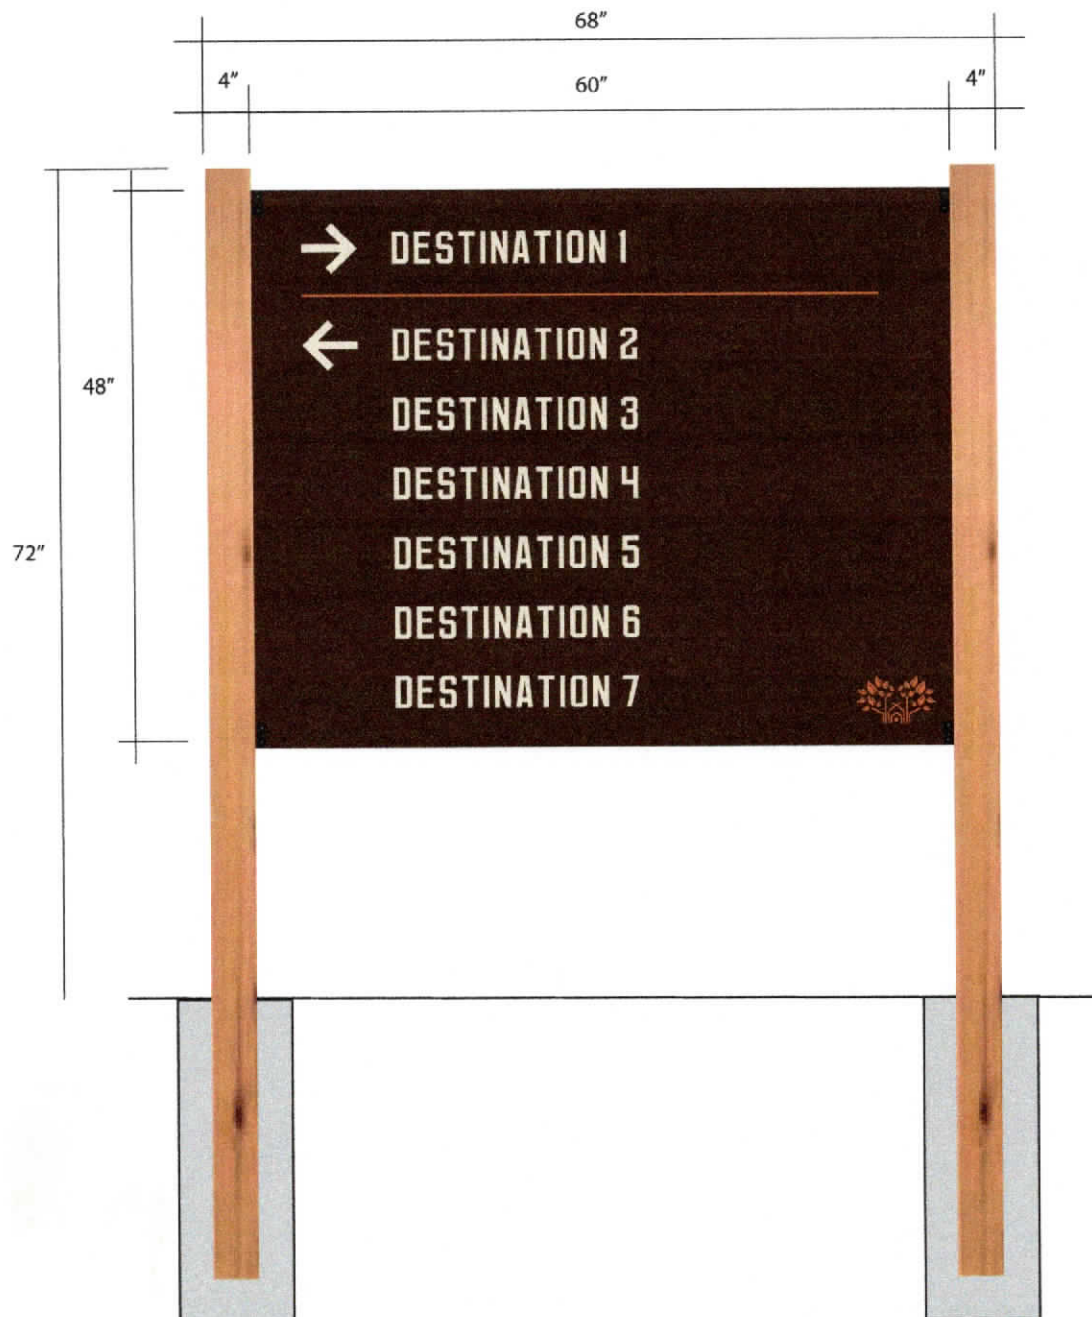 68"
4" 60" 4"
→ DESTINATION 1
← DESTINATION 2
48"
DESTINATION 3
DESTINATION 4
72"
DESTINATION 5
DESTINATION 6
DESTINATION 7